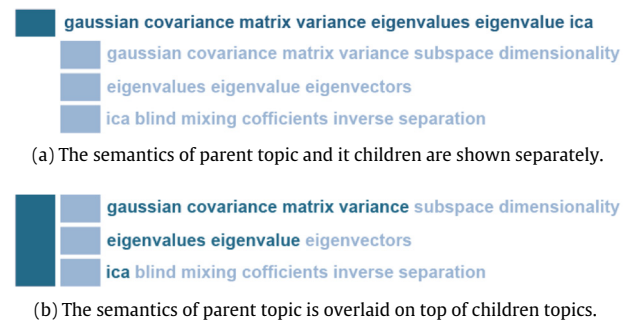 gaussian covariance matrix variance eigenvalues eigenvalue ica
gaussian covariance matrix variance subspace dimensionality
eigenvalues eigenvalue eigenvectors
ica blind mixing cofficients inverse separation
(a) The semantics of parent topic and it children are shown separately.
gaussian covariance matrix variance subspace dimensionality
eigenvalues eigenvalue eigenvectors
ica blind mixing cofficients inverse separation
(b) The semantics of parent topic is overlaid on top of children topics.